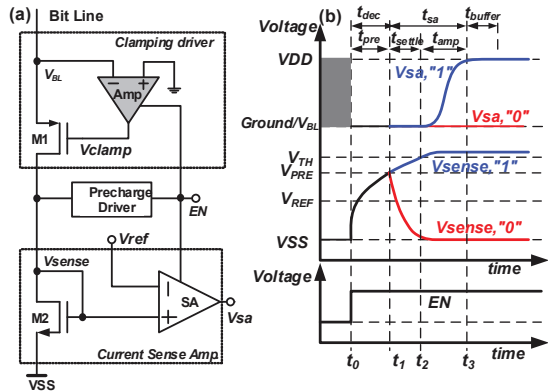 (a)
Bit Line
Clamping driver
V_BL
− +
Amp
M1
Vclamp
Precharge
Driver
EN
Vref
Vsense
−
SA
+
Vsa
M2
Current Sense Amp.
VSS
(b)
Voltage
t_dec
t_sa
t_buffer
t_pre
t_settle
t_amp
VDD
Vsa,"1"
Ground/V_BL
Vsa,"0"
V_TH
V_PRE
Vsense,"1"
V_REF
Vsense,"0"
VSS
time
Voltage
EN
time
t_0 t_1 t_2 t_3